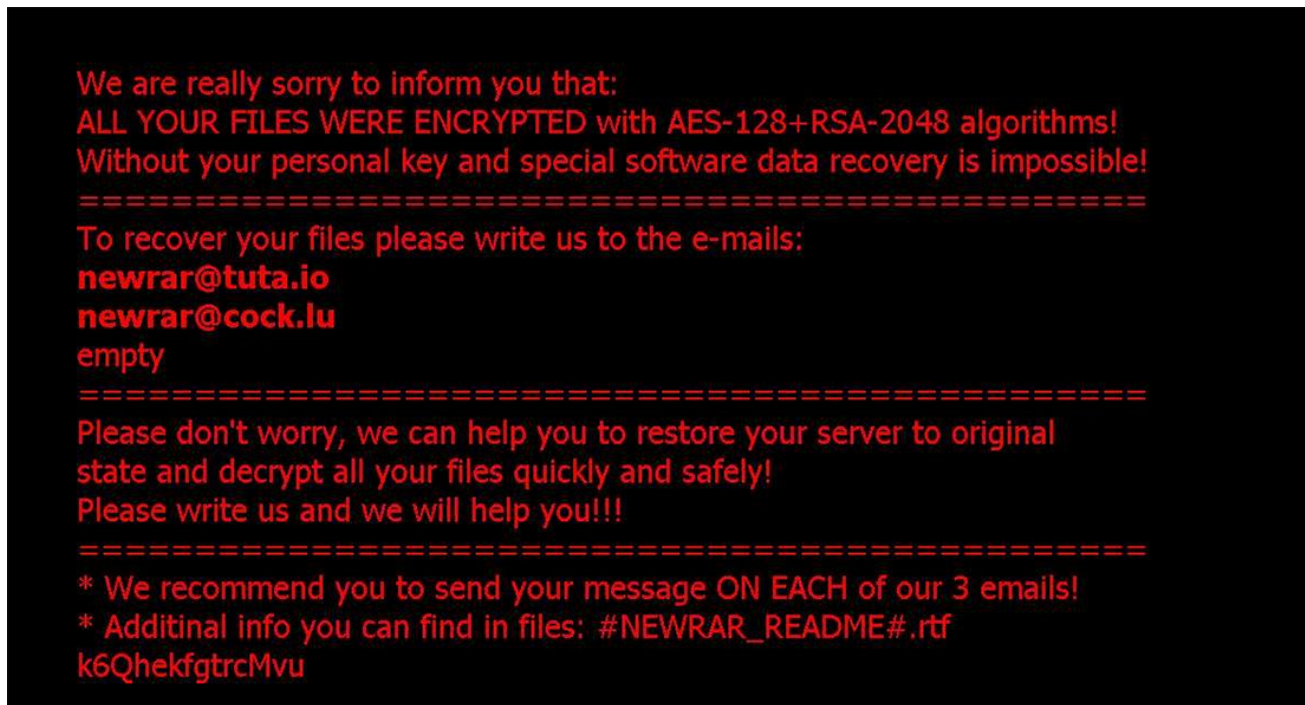 We are really sorry to inform you that:
ALL YOUR FILES WERE ENCRYPTED with AES-128+RSA-2048 algorithms!
Without your personal key and special software data recovery is impossible!
==============================================
To recover your files please write us to the e-mails:
newrar@tuta.io
newrar@cock.lu
empty
==============================================
Please don't worry, we can help you to restore your server to original
state and decrypt all your files quickly and safely!
Please write us and we will help you!!!
==============================================
* We recommend you to send your message ON EACH of our 3 emails!
* Additinal info you can find in files: #NEWRAR_README#.rtf
k6QhekfgtrcMvu